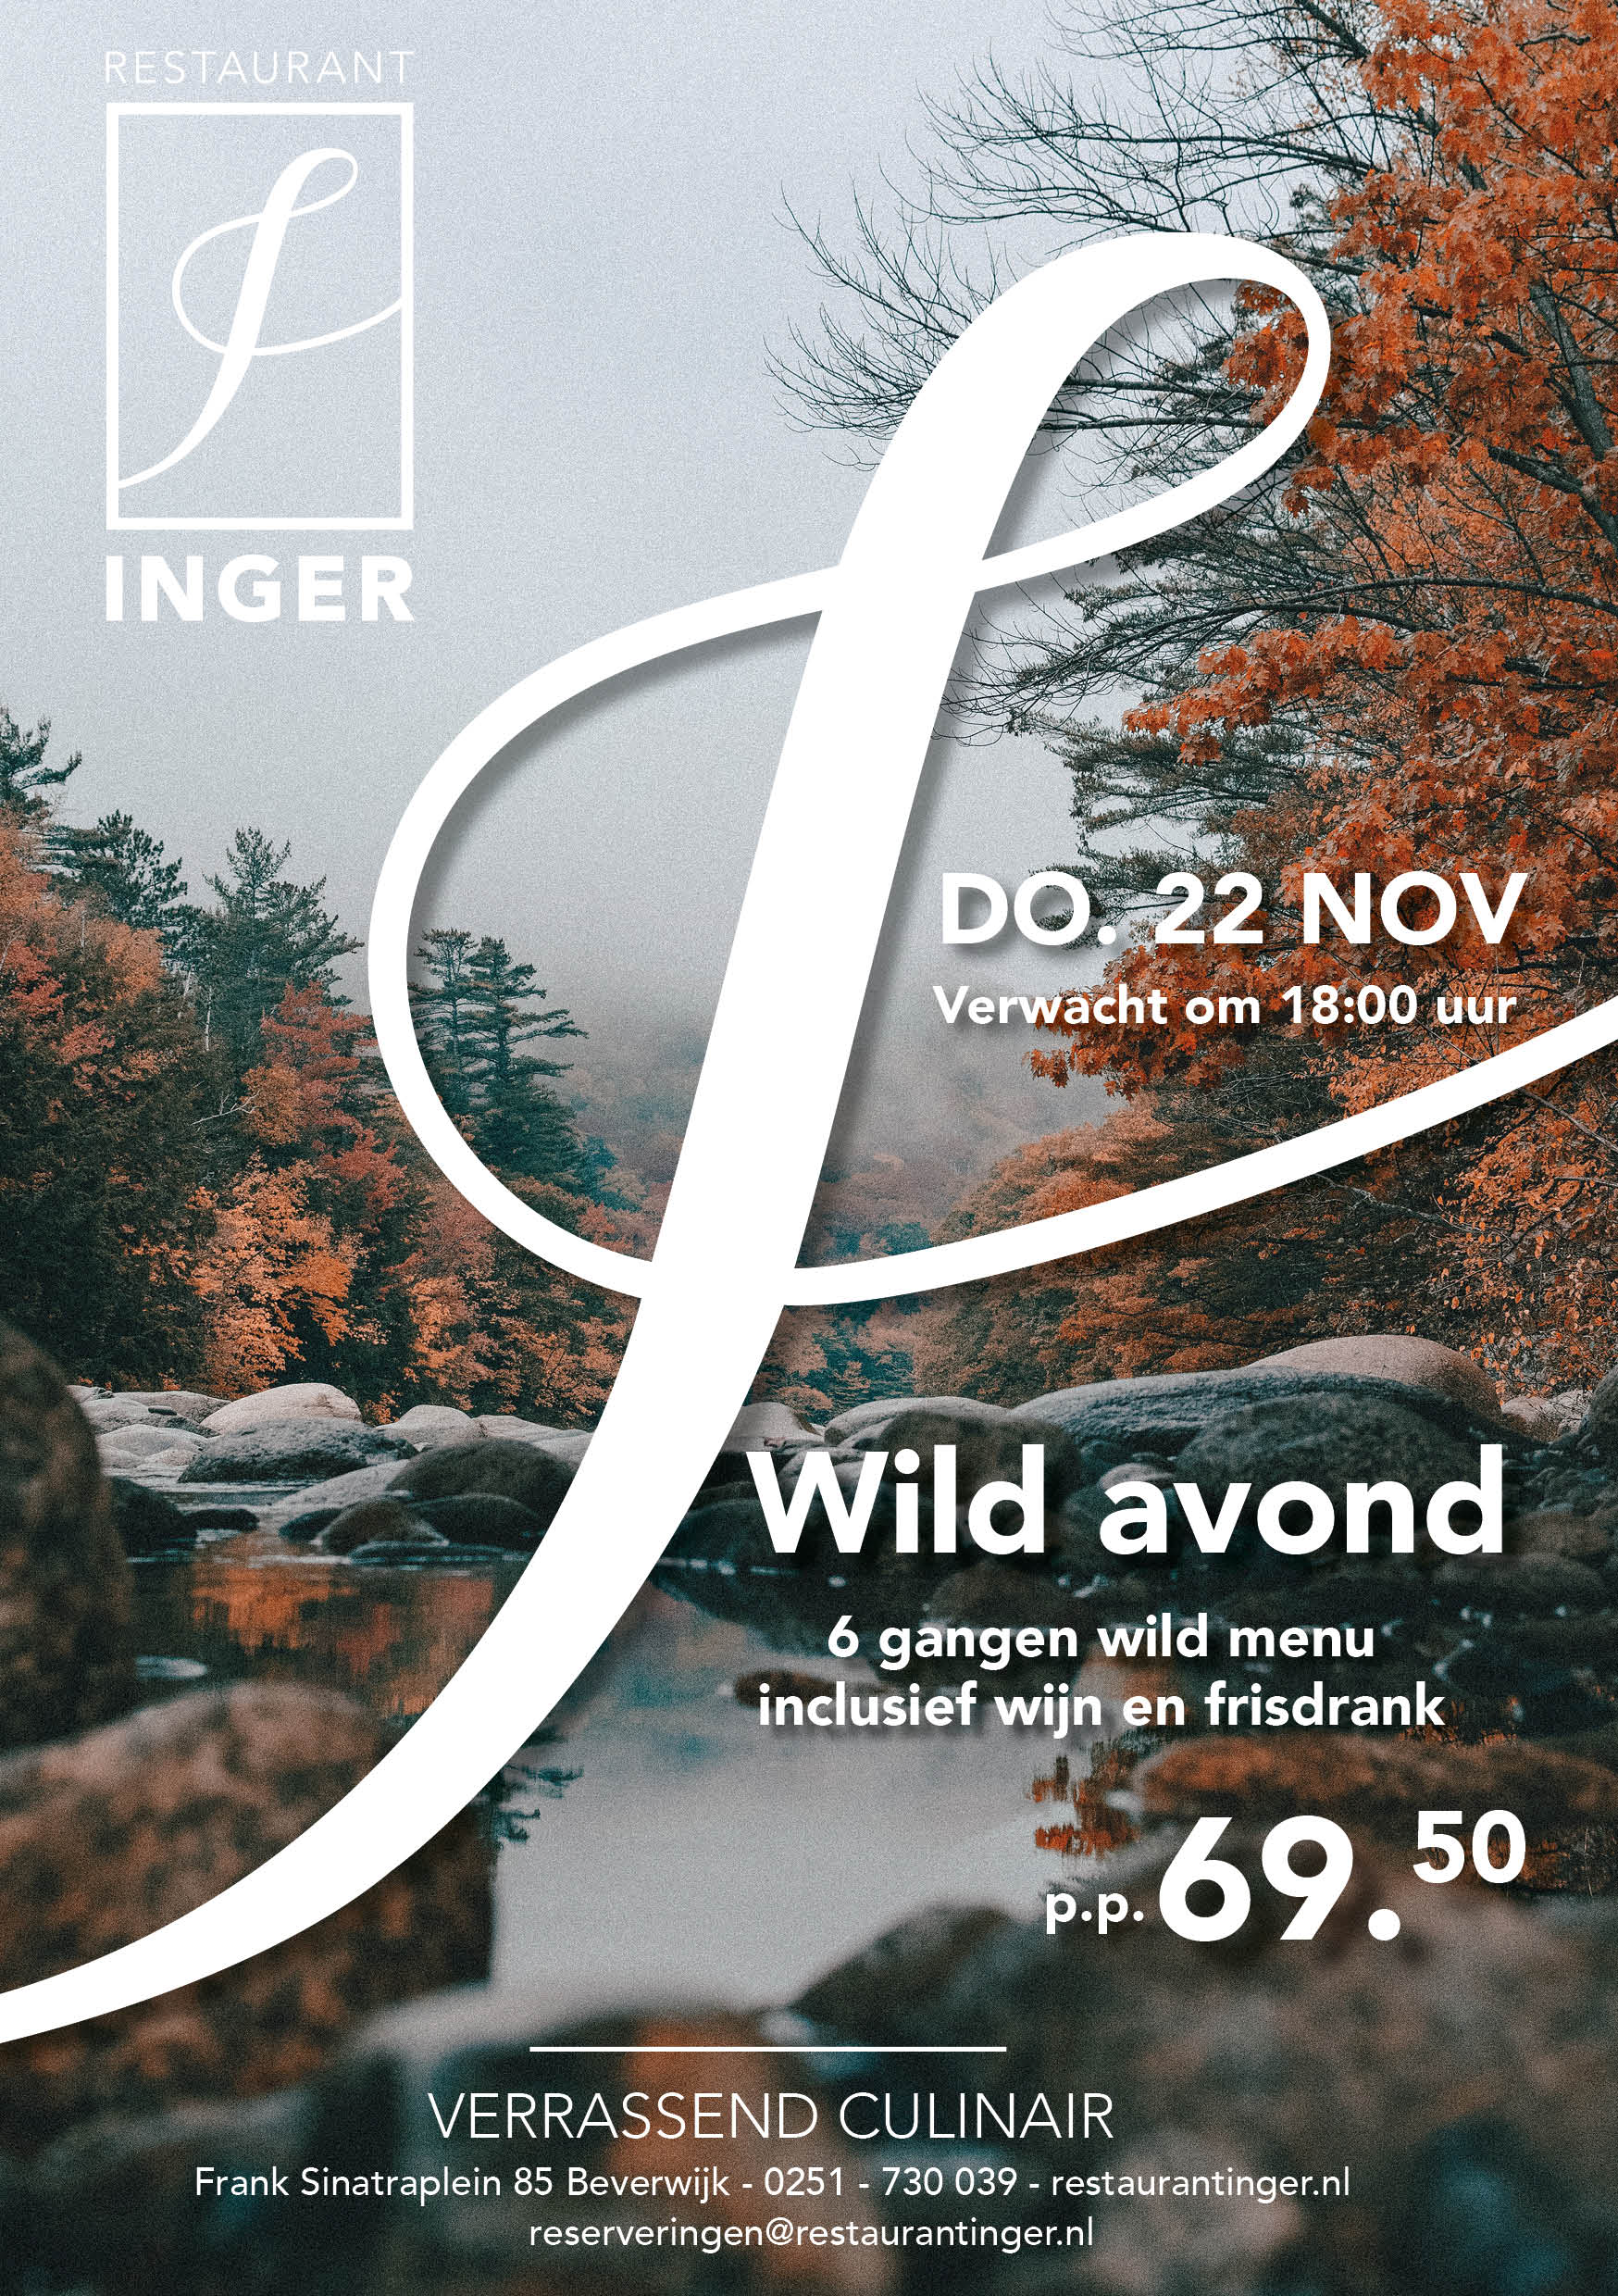 RESTAURANT
INGER
DO. 22 NOV
Verwacht om 18:00 uur
Wild avond
6 gangen wild menu
inclusief wijn en frisdrank
p.p. 69.50
VERRASSEND CULINAIR
Frank Sinatraplein 85 Beverwijk - 0251 - 730 039 - restaurantinger.nl
reserveringen@restaurantinger.nl